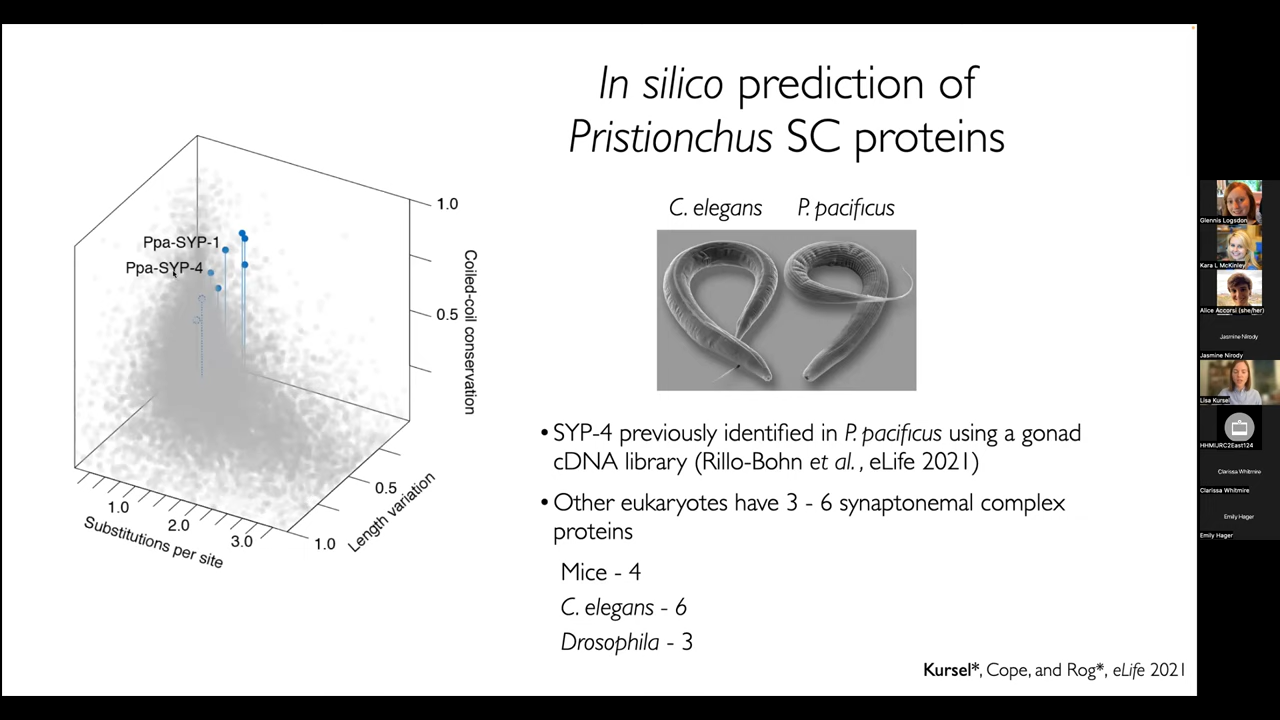 In silico prediction of
Pristionchus SC proteins
C. elegans
P. pacificus
Ppa-SYP-1
Ppa-SYP-4
1.0
0.5
Coiled-coil conservation
1.0
2.0
3.0
Substitutions per site
0.5
1.0
Length variation
• SYP-4 previously identified in P. pacificus using a gonad
cDNA library (Rillo-Bohn et al. , eLife 2021)
• Other eukaryotes have 3 - 6 synaptonemal complex
proteins
Mice - 4
C. elegans - 6
Drosophila - 3
Kursel*, Cope, and Rog*, eLife 2021
Glennis Logsdon
Kara L McKinley
Alice Accorsi (she/her)
Jasmine Nirody
Jasmine Nirody
Lisa Kursel
HHMIJRC2East124
Clarissa Whitmire
Clarissa Whitmire
Emily Hager
Emily Hager